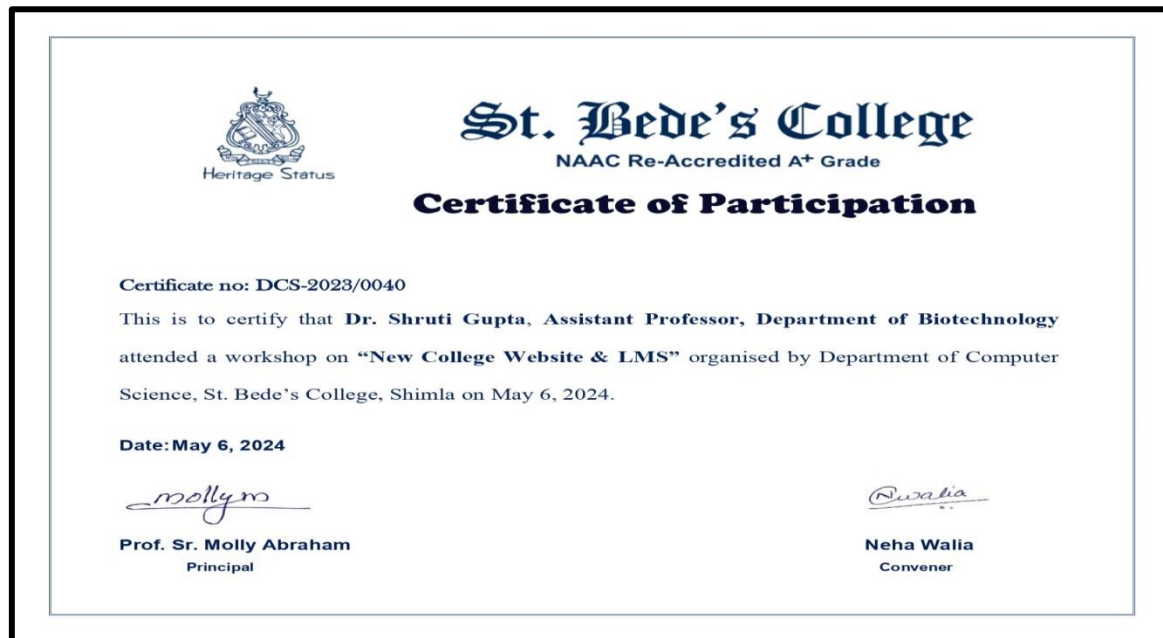 St. Bede's College
Heritage Status
NAAC Re-Accredited A+ Grade
Certificate of Participation
Certificate no: DCS-2023/0040
This is to certify that Dr. Shruti Gupta, Assistant Professor, Department of Biotechnology
attended a workshop on “New College Website & LMS” organised by Department of Computer
Science, St. Bede’s College, Shimla on May 6, 2024.
Date: May 6, 2024
mollym
Nwalia
Prof. Sr. Molly Abraham
Neha Walia
Principal
Convener